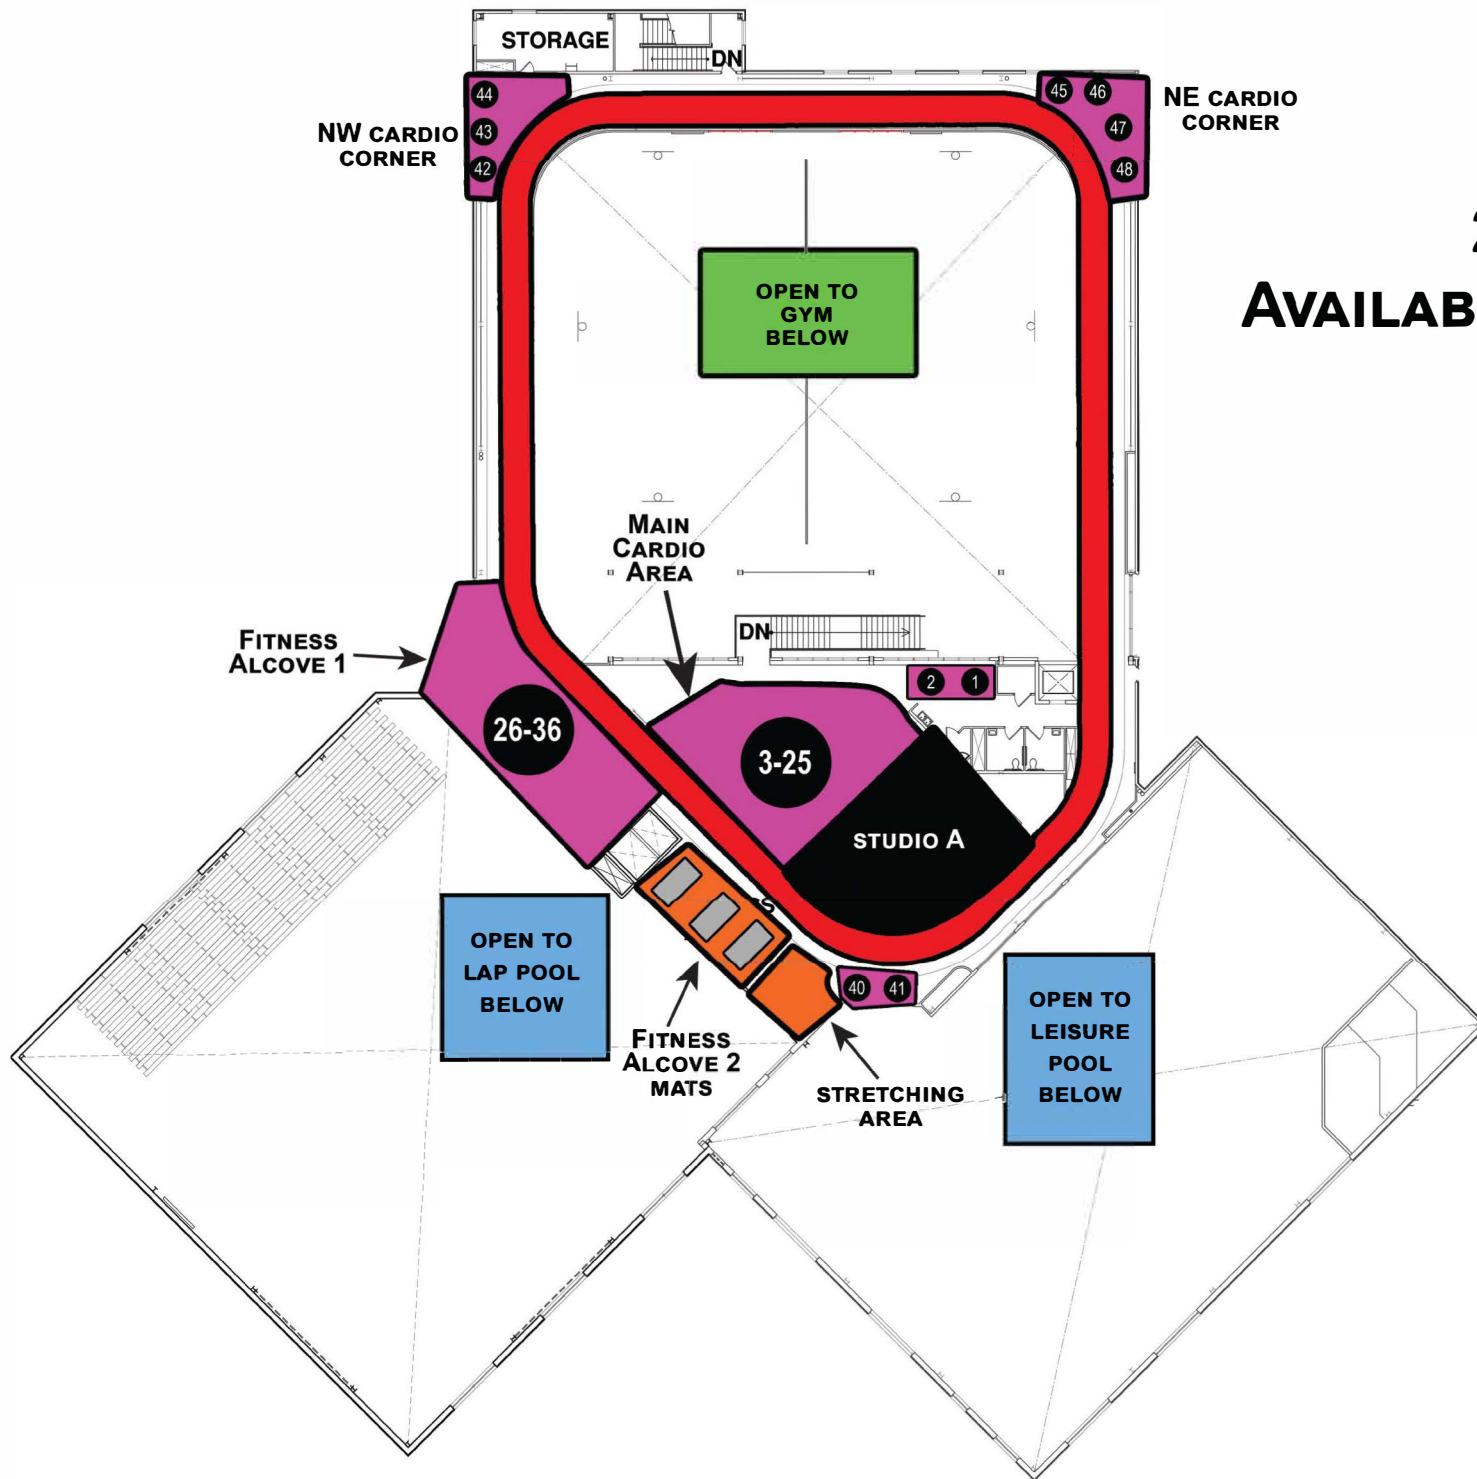 STORAGE
DN
44
43
42
NW CARDIO
CORNER
45
46
47
48
NE CARDIO
CORNER
AVAILAB
OPEN TO
GYM
BELOW
MAIN
CARDIO
AREA
DN
FITNESS
ALCOVE 1
2
1
26-36
3-25
STUDIO A
OPEN TO
LAP POOL
BELOW
40
41
FITNESS
ALCOVE 2
MATS
STRETCHING
AREA
OPEN TO
LEISURE
POOL
BELOW